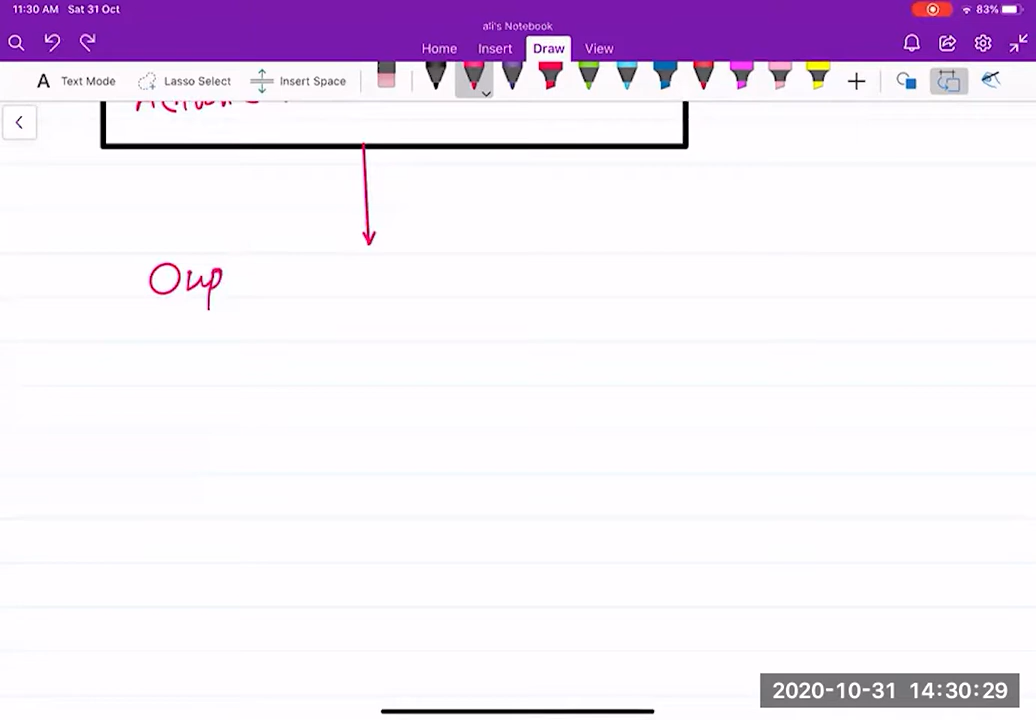 11:30 AM Sat 31 Oct
83%
ali's Notebook
Home Insert Draw View
A Text Mode Lasso Select Insert Space
Oup
2020-10-31 14:30:29